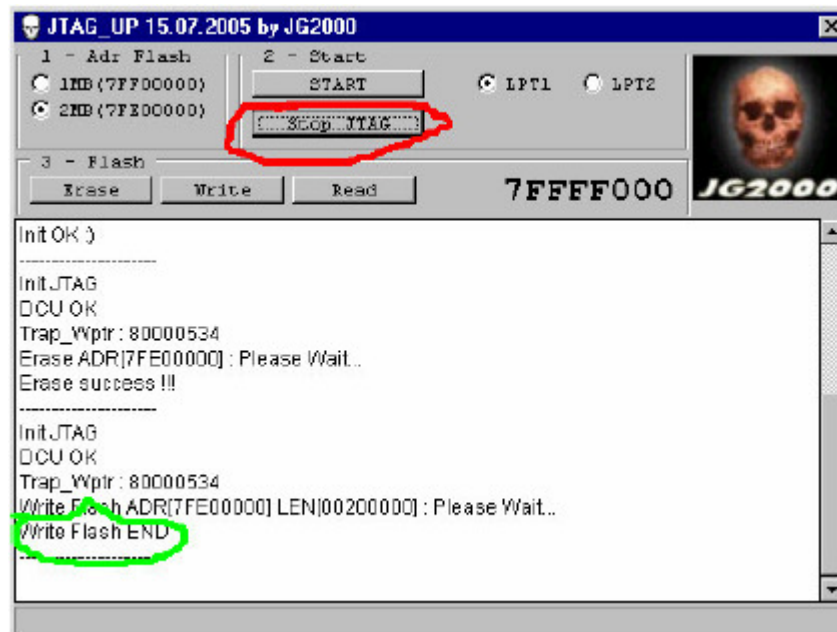 JTAG_UP 15.07.2005 by JG2000
1 - Adr Flash
1MB (7FF00000)
2MB (7FE00000)
2 - Start
START
Stop JTAG
LPT1 LPT2
3 - Flash
Erase Write Read
7FFFF000
JG2000
Init OK :)
-----------------------
Init JTAG
DCU OK
Trap_Wptr : 80000534
Erase ADR[7FE00000] : Please Wait...
Erase success !!!
-----------------------
Init JTAG
DCU OK
Trap_Wptr : 80000534
Write Flash ADR[7FE00000] LEN[00200000] : Please Wait...
Write Flash END
-----------------------